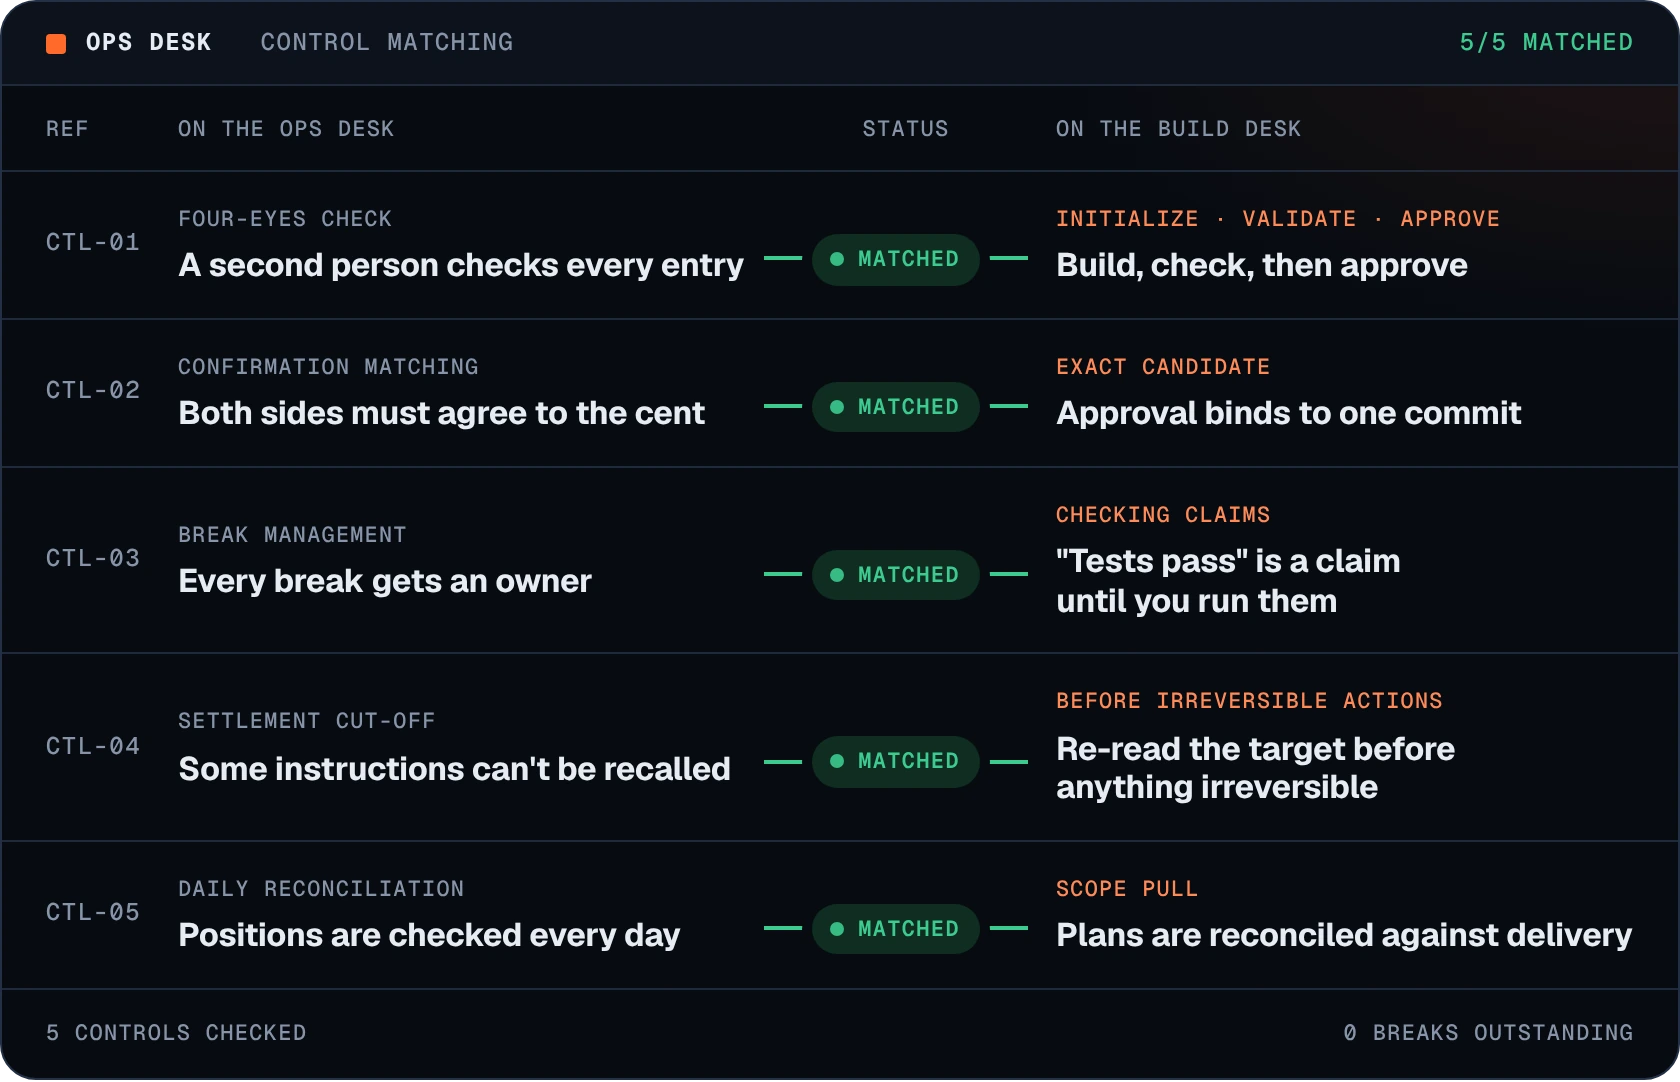 OPS DESK CONTROL MATCHING 5/5 MATCHED
REF ON THE OPS DESK STATUS ON THE BUILD DESK
CTL-01
FOUR-EYES CHECK
A second person checks every entry
MATCHED
INITIALIZE · VALIDATE · APPROVE
Build, check, then approve
CTL-02
CONFIRMATION MATCHING
Both sides must agree to the cent
MATCHED
EXACT CANDIDATE
Approval binds to one commit
CTL-03
BREAK MANAGEMENT
Every break gets an owner
MATCHED
CHECKING CLAIMS
"Tests pass" is a claim
until you run them
CTL-04
SETTLEMENT CUT-OFF
Some instructions can't be recalled
MATCHED
BEFORE IRREVERSIBLE ACTIONS
Re-read the target before
anything irreversible
CTL-05
DAILY RECONCILIATION
Positions are checked every day
MATCHED
SCOPE PULL
Plans are reconciled against delivery
5 CONTROLS CHECKED 0 BREAKS OUTSTANDING